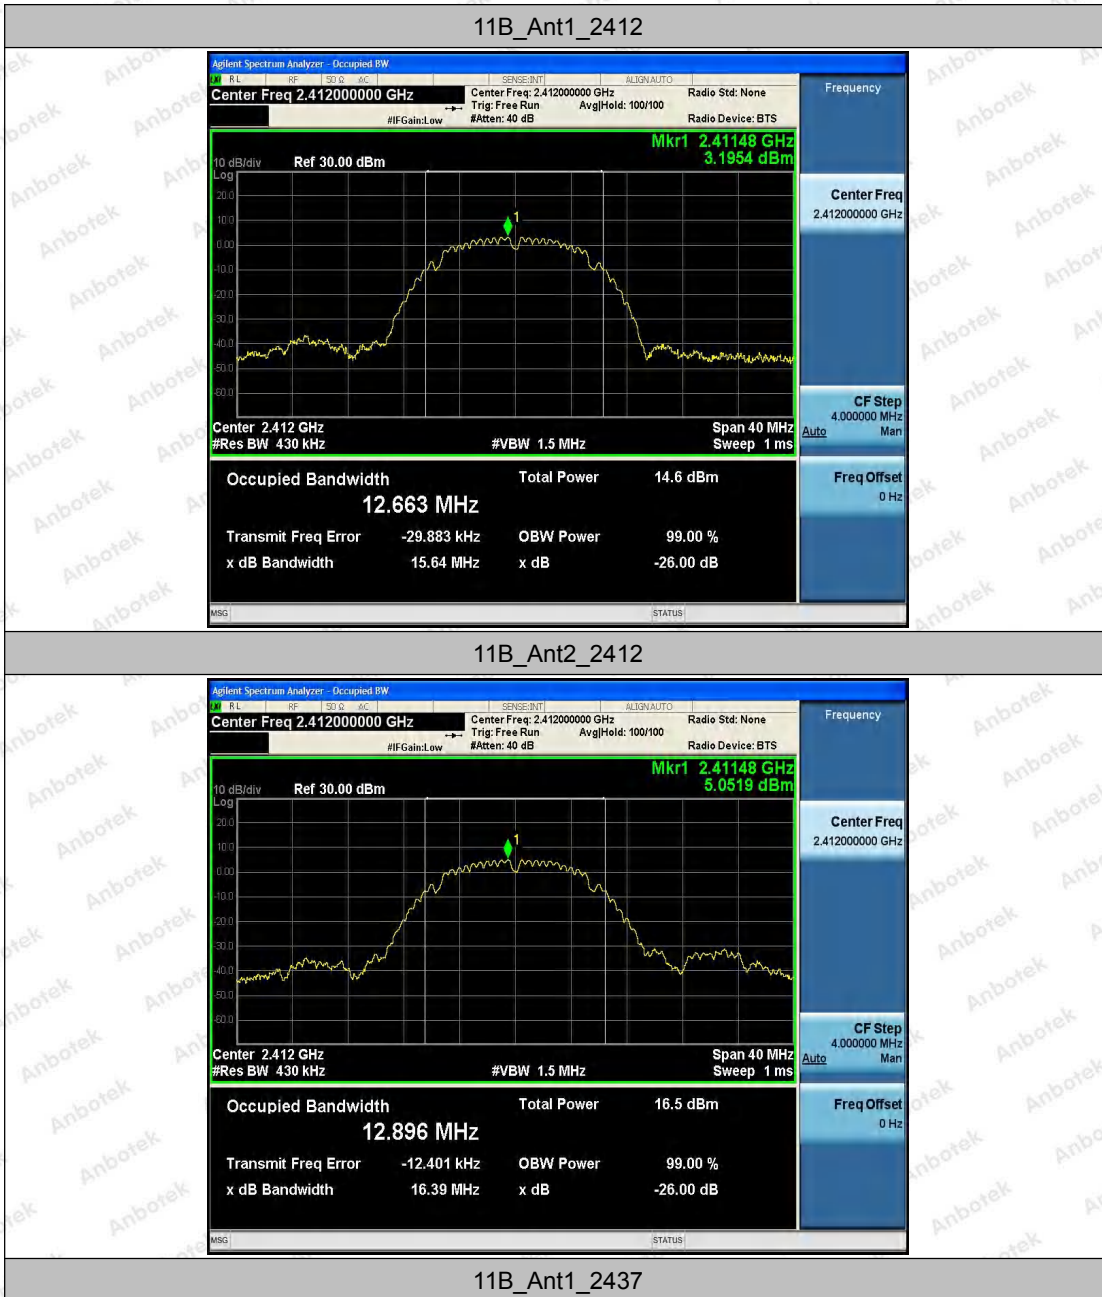 11B_Ant1_2412
Agilent Spectrum Analyzer - Occupied BW
RL RF 50 Ω AC SENSE:INT ALIGNAUTO
Center Freq 2.412000000 GHz Center Freq: 2.412000000 GHz Radio Std: None Frequency
Trig: Free Run Avg|Hold: 100/100
#IFGain:Low #Atten: 40 dB Radio Device: BTS
Mkr1 2.41148 GHz
10 dB/div Ref 30.00 dBm 3.1954 dBm
Log
20.0
10.0
0.00
-10.0
-20.0
-30.0
-40.0
-50.0
-60.0
1
Center Freq
2.412000000 GHz
CF Step
4.000000 MHz
Auto Man
Center 2.412 GHz Span 40 MHz
#Res BW 430 kHz #VBW 1.5 MHz Sweep 1 ms
Occupied Bandwidth Total Power 14.6 dBm
12.663 MHz
Freq Offset
0 Hz
Transmit Freq Error -29.883 kHz OBW Power 99.00 %
x dB Bandwidth 15.64 MHz x dB -26.00 dB
MSG STATUS
11B_Ant2_2412
Agilent Spectrum Analyzer - Occupied BW
RL RF 50 Ω AC SENSE:INT ALIGNAUTO
Center Freq 2.412000000 GHz Center Freq: 2.412000000 GHz Radio Std: None Frequency
Trig: Free Run Avg|Hold: 100/100
#IFGain:Low #Atten: 40 dB Radio Device: BTS
Mkr1 2.41148 GHz
10 dB/div Ref 30.00 dBm 5.0519 dBm
Log
20.0
10.0
0.00
-10.0
-20.0
-30.0
-40.0
-50.0
-60.0
1
Center Freq
2.412000000 GHz
CF Step
4.000000 MHz
Auto Man
Center 2.412 GHz Span 40 MHz
#Res BW 430 kHz #VBW 1.5 MHz Sweep 1 ms
Occupied Bandwidth Total Power 16.5 dBm
12.896 MHz
Freq Offset
0 Hz
Transmit Freq Error -12.401 kHz OBW Power 99.00 %
x dB Bandwidth 16.39 MHz x dB -26.00 dB
MSG STATUS
11B_Ant1_2437